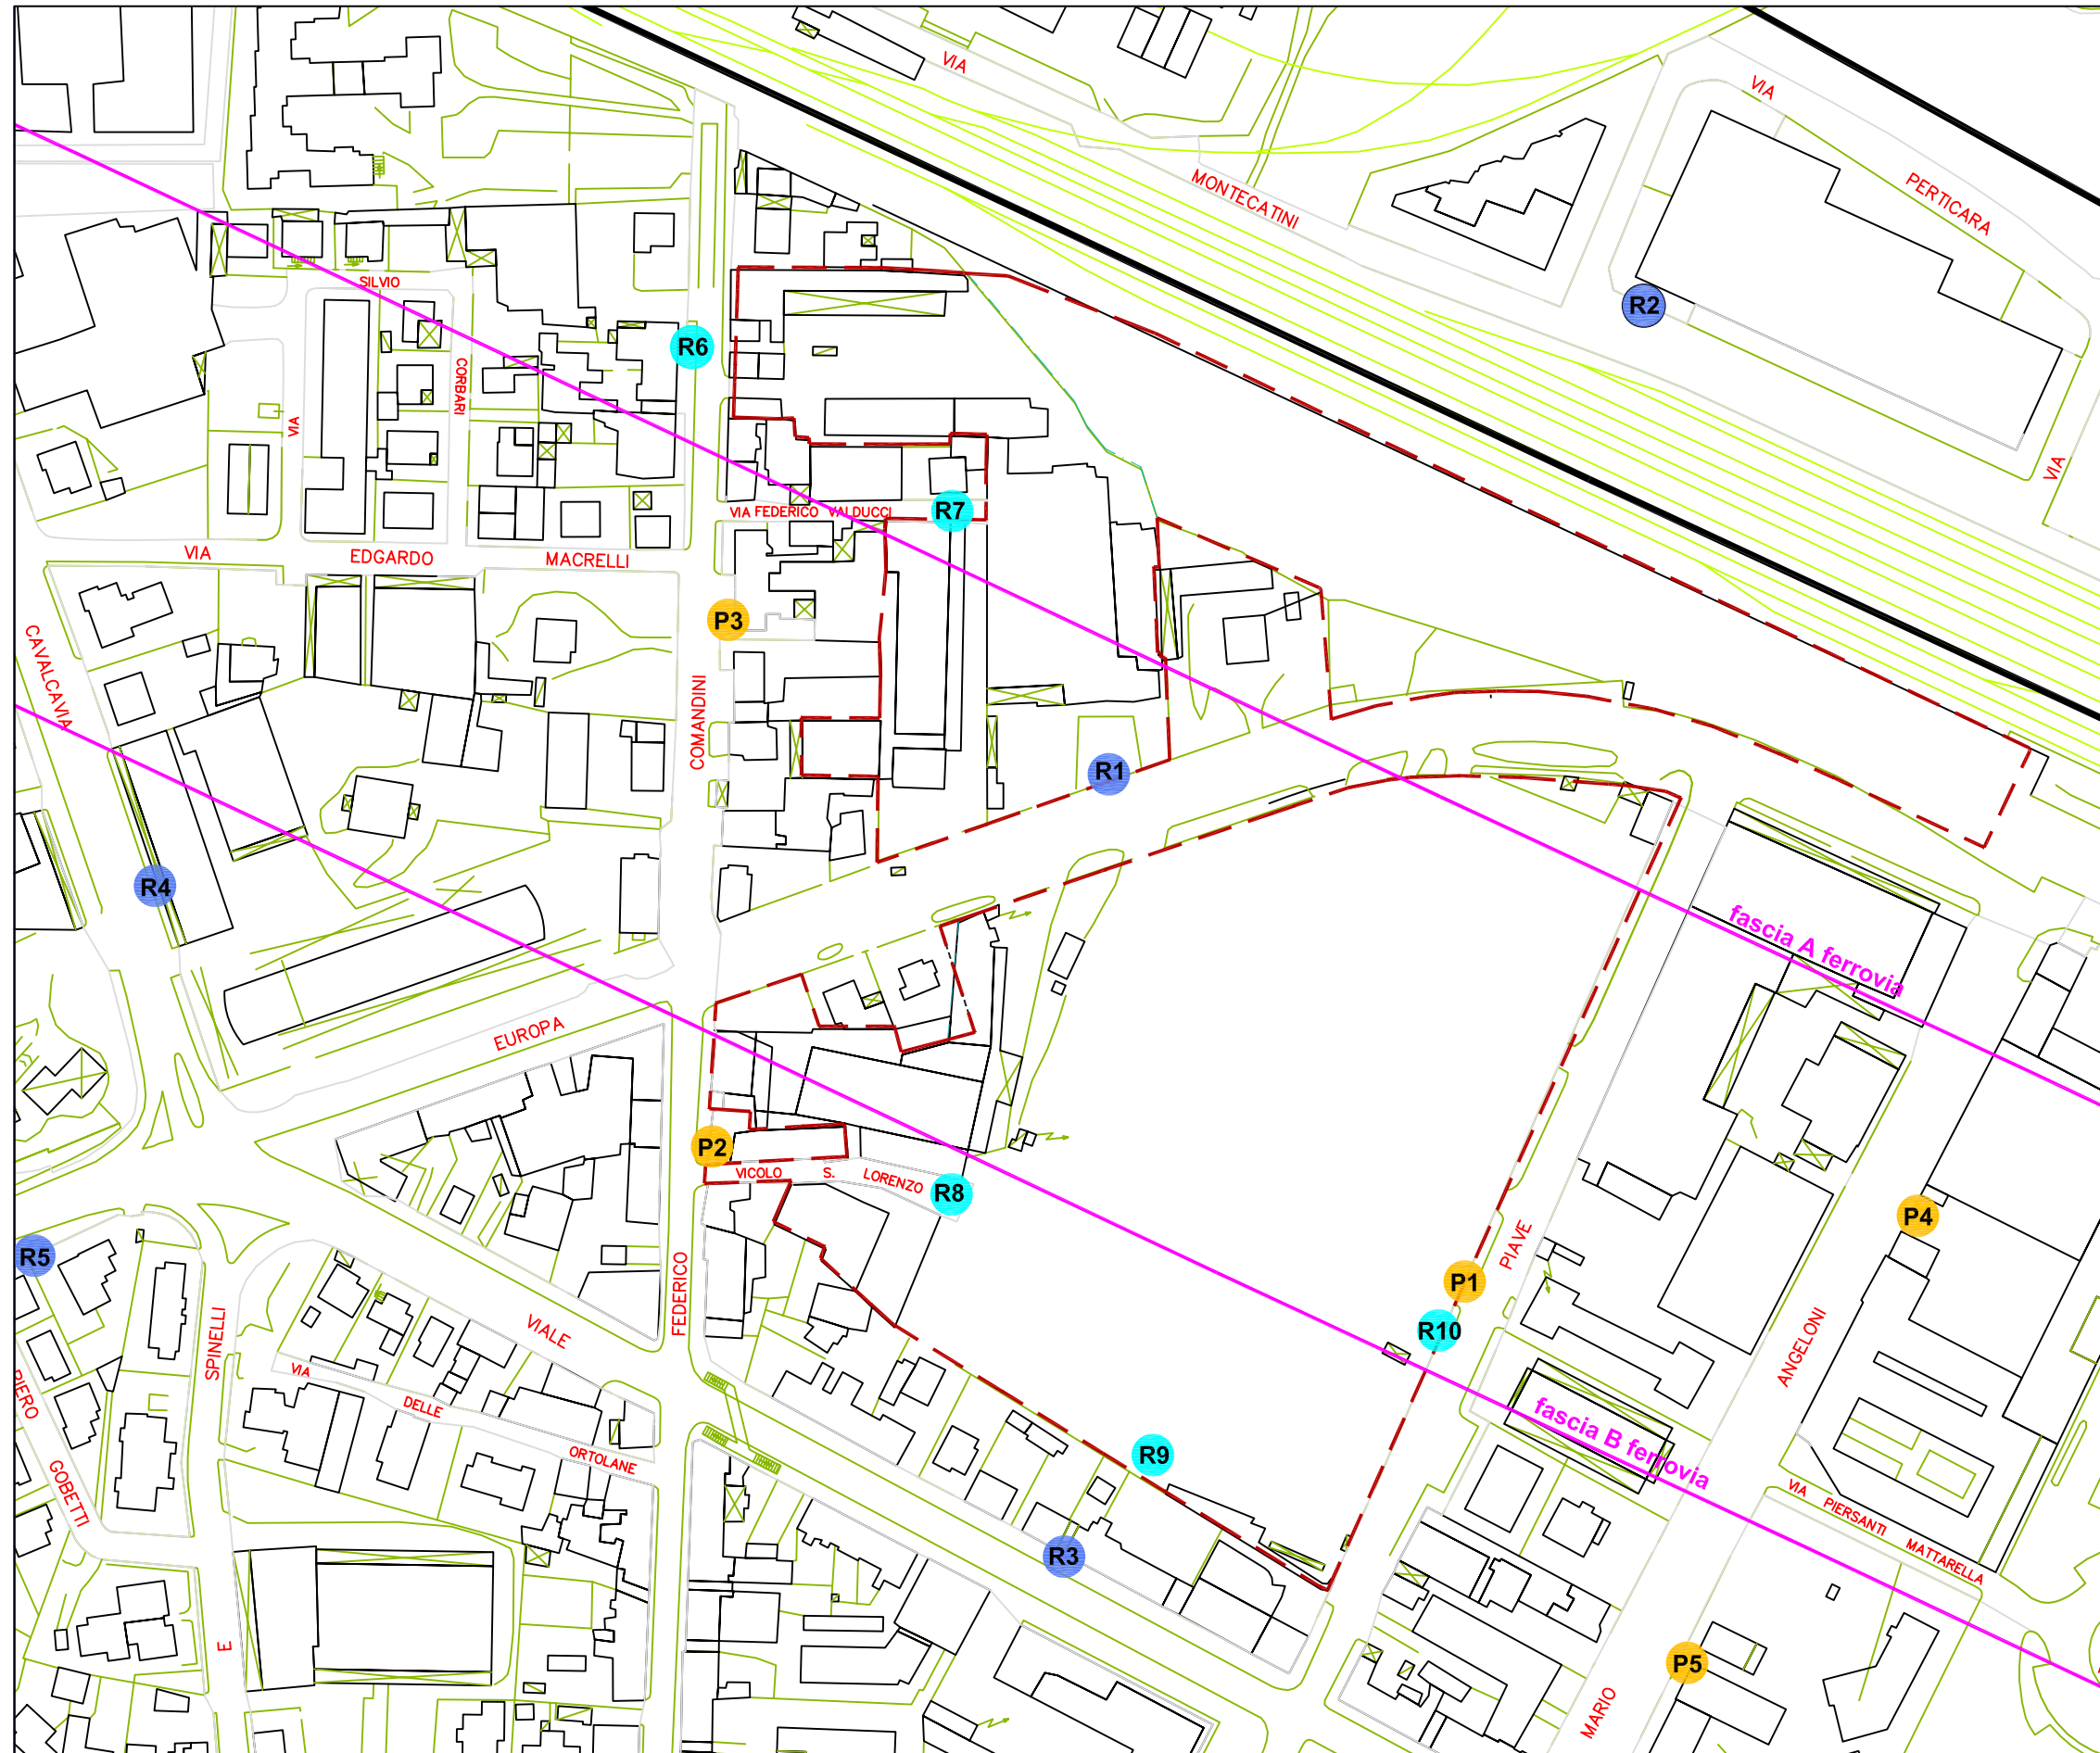 VIA
VIA
MONTECATINI
PERTICARA
SILVIO
R2
R6
CORBARI
VIA
VIA
R7
VIA FEDERICO VALDUCCI
VIA EDGARDO MACRELLI
P3
CAVALCAVIA
COMANDINI
R1
R4
fascia A ferrovia
EUROPA
P2
VICOLO S. LORENZO
R8
P4
R5
PIAVE
P1
FEDERICO
SPINELLI
VIALE
R10
ANGELONI
VIA DELLE ORTOLANE
PIERO GOBETTI
fascia B ferrovia
R9
VIA PIERSANTI MATTARELLA
R3
E
P5
MARIO